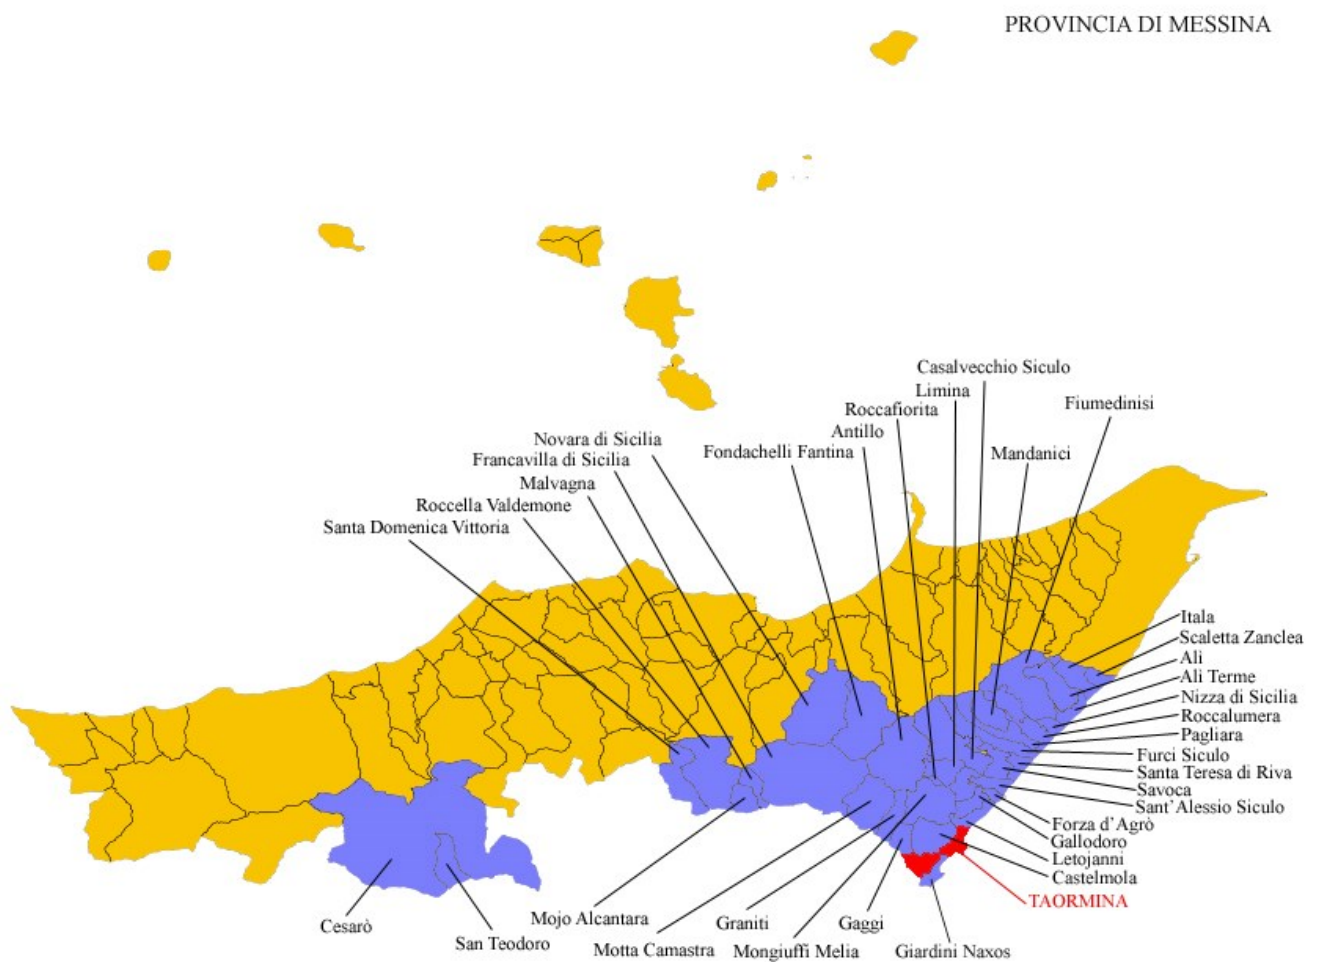 PROVINCIA DI MESSINA
Casalvecchio Siculo
Limina
Fiumedinisi
Roccafiorita
Antillo
Novara di Sicilia
Fondachelli Fantina
Mandanici
Francavilla di Sicilia
Malvagna
Roccella Valdemone
Santa Domenica Vittoria
Itala
Scaletta Zanclea
Alì
Alì Terme
Nizza di Sicilia
Roccalumera
Pagliara
Furci Siculo
Santa Teresa di Riva
Savoca
Sant'Alessio Siculo
Forza d'Agrò
Gallodoro
Letojanni
Castelmola
TAORMINA
Mojo Alcantara
Graniti
Gaggi
Cesarò
San Teodoro
Motta Camastra
Mongiuffi Melia
Giardini Naxos